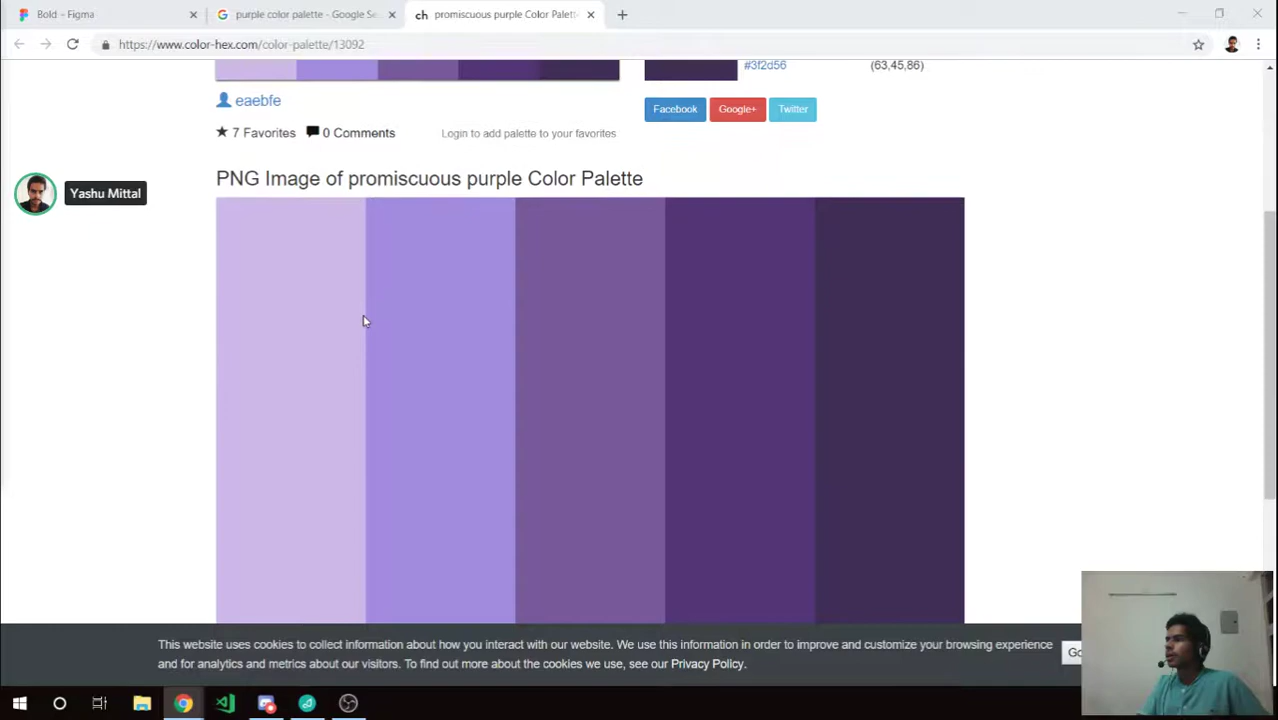 Bold – Figma
purple color palette - Google Se
ch promiscuous purple Color Palett
https://www.color-hex.com/color-palette/13092
#3f2d56 (63,45,86)
eaebfe
Facebook Google+ Twitter
7 Favorites 0 Comments Login to add palette to your favorites
PNG Image of promiscuous purple Color Palette
Yashu Mittal
This website uses cookies to collect information about how you interact with our website. We use this information in order to improve and customize your browsing experience
and for analytics and metrics about our visitors. To find out more about the cookies we use, see our Privacy Policy.
Go